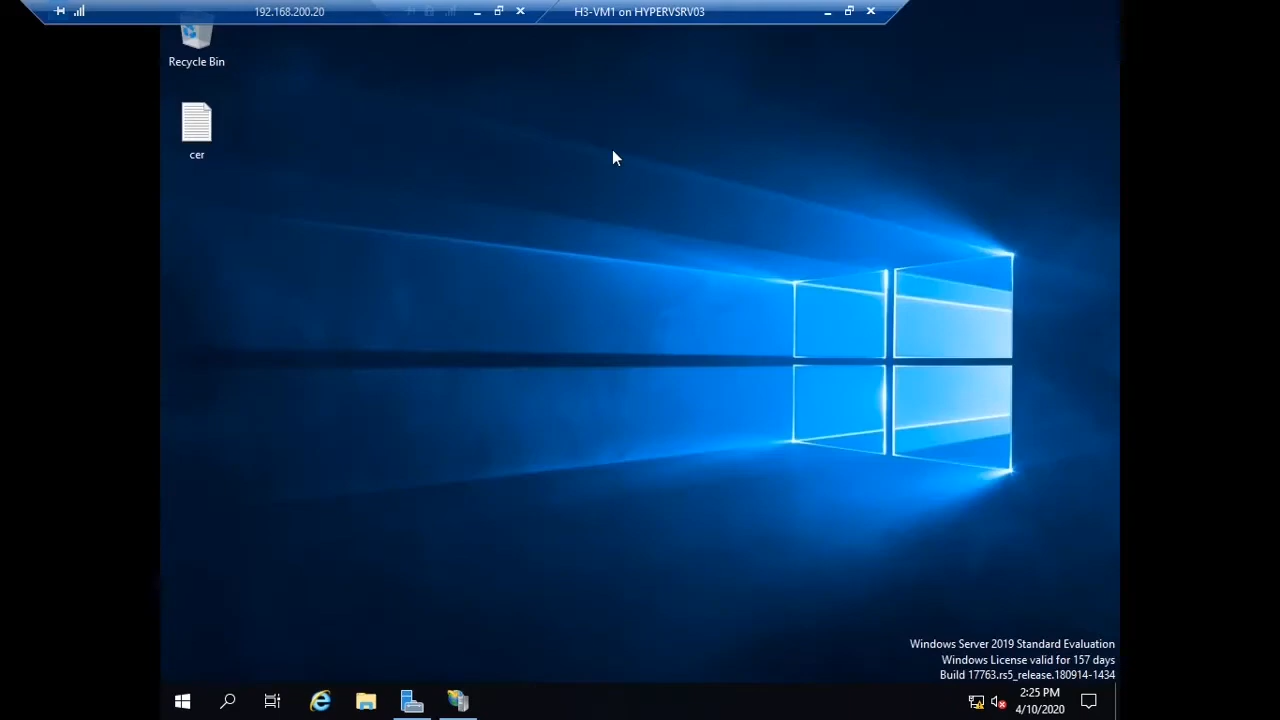 192.168.200.20
H3-VM1 on HYPERVSRV03
Recycle Bin
cer
Windows Server 2019 Standard Evaluation
Windows License valid for 157 days
Build 17763.rs5_release.180914-1434
2:25 PM
4/10/2020